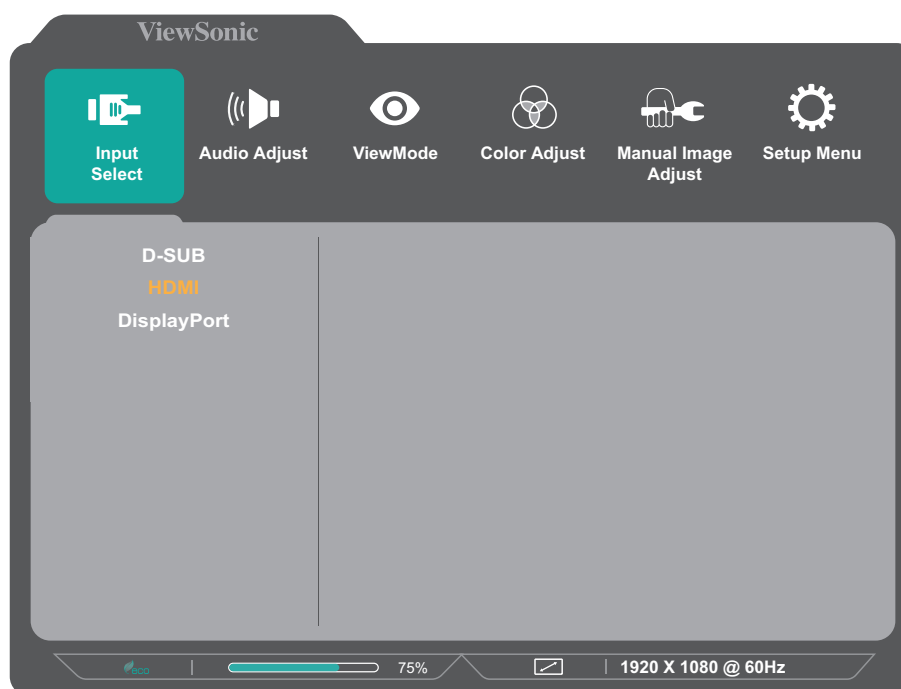 ViewSonic
Input
Select
Audio Adjust
ViewMode
Color Adjust
Manual Image
Adjust
Setup Menu
D-SUB
HDMI
DisplayPort
eco
75%
1920 X 1080 @ 60Hz